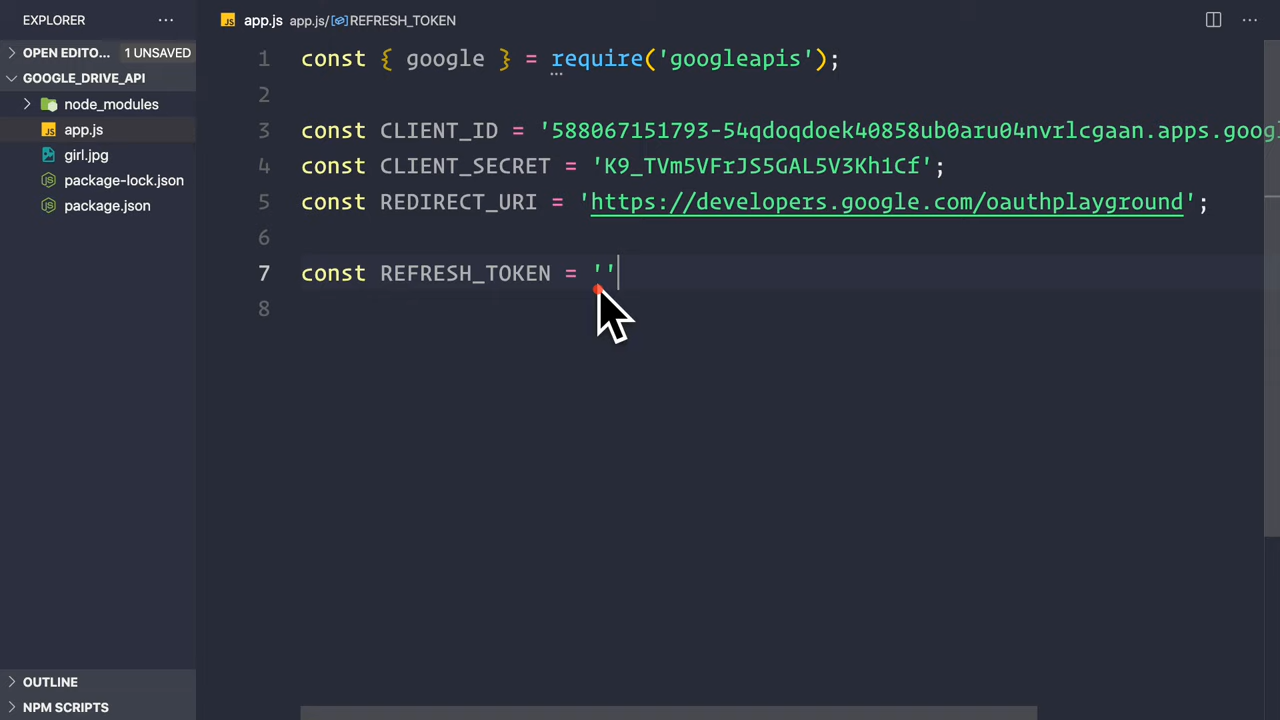 EXPLORER
OPEN EDITO... 1 UNSAVED
GOOGLE_DRIVE_API
node_modules
JS app.js
girl.jpg
package-lock.json
package.json
OUTLINE
NPM SCRIPTS
JS app.js app.js/REFRESH_TOKEN
1 const { google } = require('googleapis');
2
3 const CLIENT_ID = '588067151793-54qdoqdoek40858ub0aru04nvrlcgaan.apps.goog
4 const CLIENT_SECRET = 'K9_TVm5VFrJS5GAL5V3Kh1Cf';
5 const REDIRECT_URI = 'https://developers.google.com/oauthplayground';
6
7 const REFRESH_TOKEN = ''
8